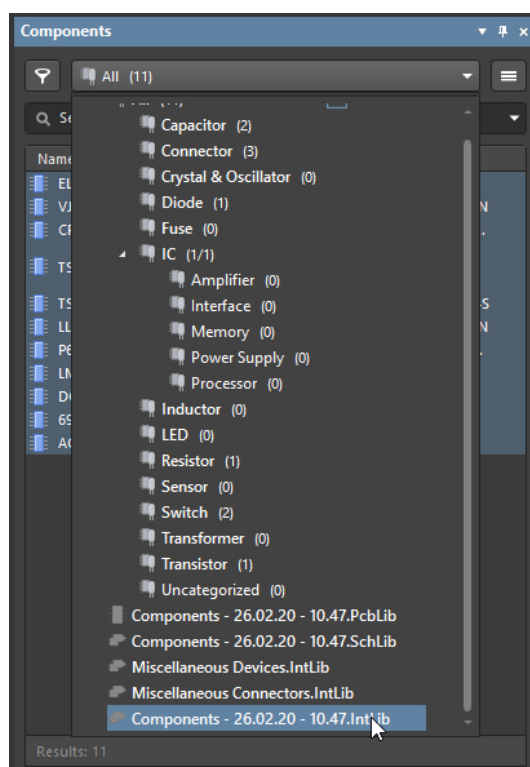 Components
All (11)
Se
Name
Capacitor (2)
Connector (3)
Crystal & Oscillator (0)
Diode (1)
Fuse (0)
IC (1/1)
Amplifier (0)
Interface (0)
Memory (0)
Power Supply (0)
Processor (0)
Inductor (0)
LED (0)
Resistor (1)
Sensor (0)
Switch (2)
Transformer (0)
Transistor (1)
Uncategorized (0)
Components - 26.02.20 - 10.47.PcbLib
Components - 26.02.20 - 10.47.SchLib
Miscellaneous Devices.IntLib
Miscellaneous Connectors.IntLib
Components - 26.02.20 - 10.47.IntLib
Results: 11